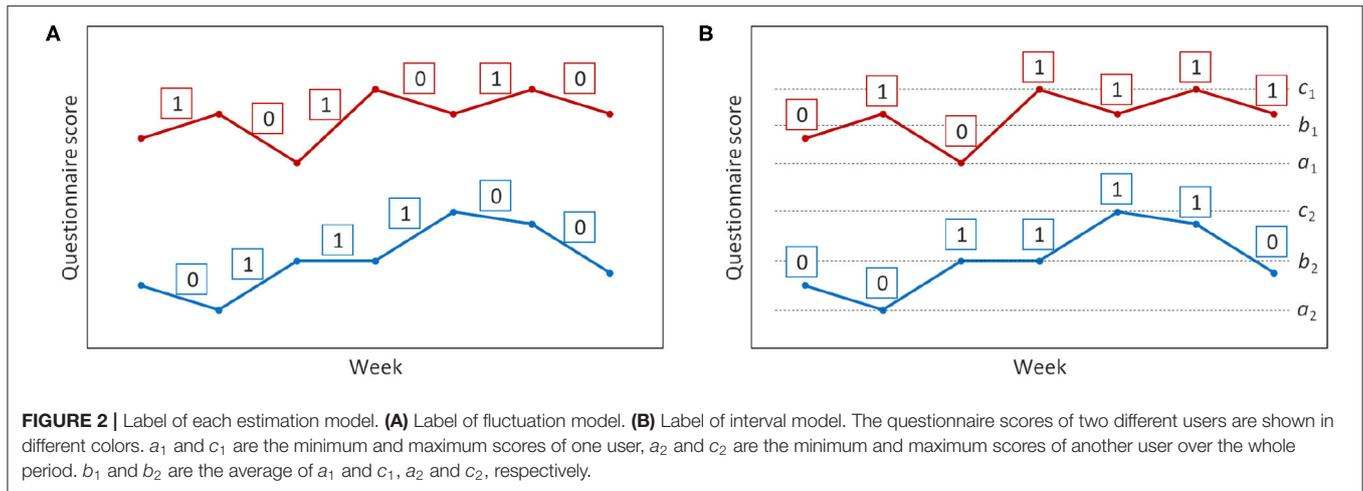 A
B
Questionnaire score
1
0
1
0
1
0
0
1
1
1
0
0
Week
Questionnaire score
0
1
0
1
1
1
1
c1
b1
a1
0
0
1
1
1
1
0
c2
b2
a2
Week
FIGURE 2 | Label of each estimation model. (A) Label of fluctuation model. (B) Label of interval model. The questionnaire scores of two different users are shown in
different colors. a1 and c1 are the minimum and maximum scores of one user, a2 and c2 are the minimum and maximum scores of another user over the whole
period. b1 and b2 are the average of a1 and c1, a2 and c2, respectively.